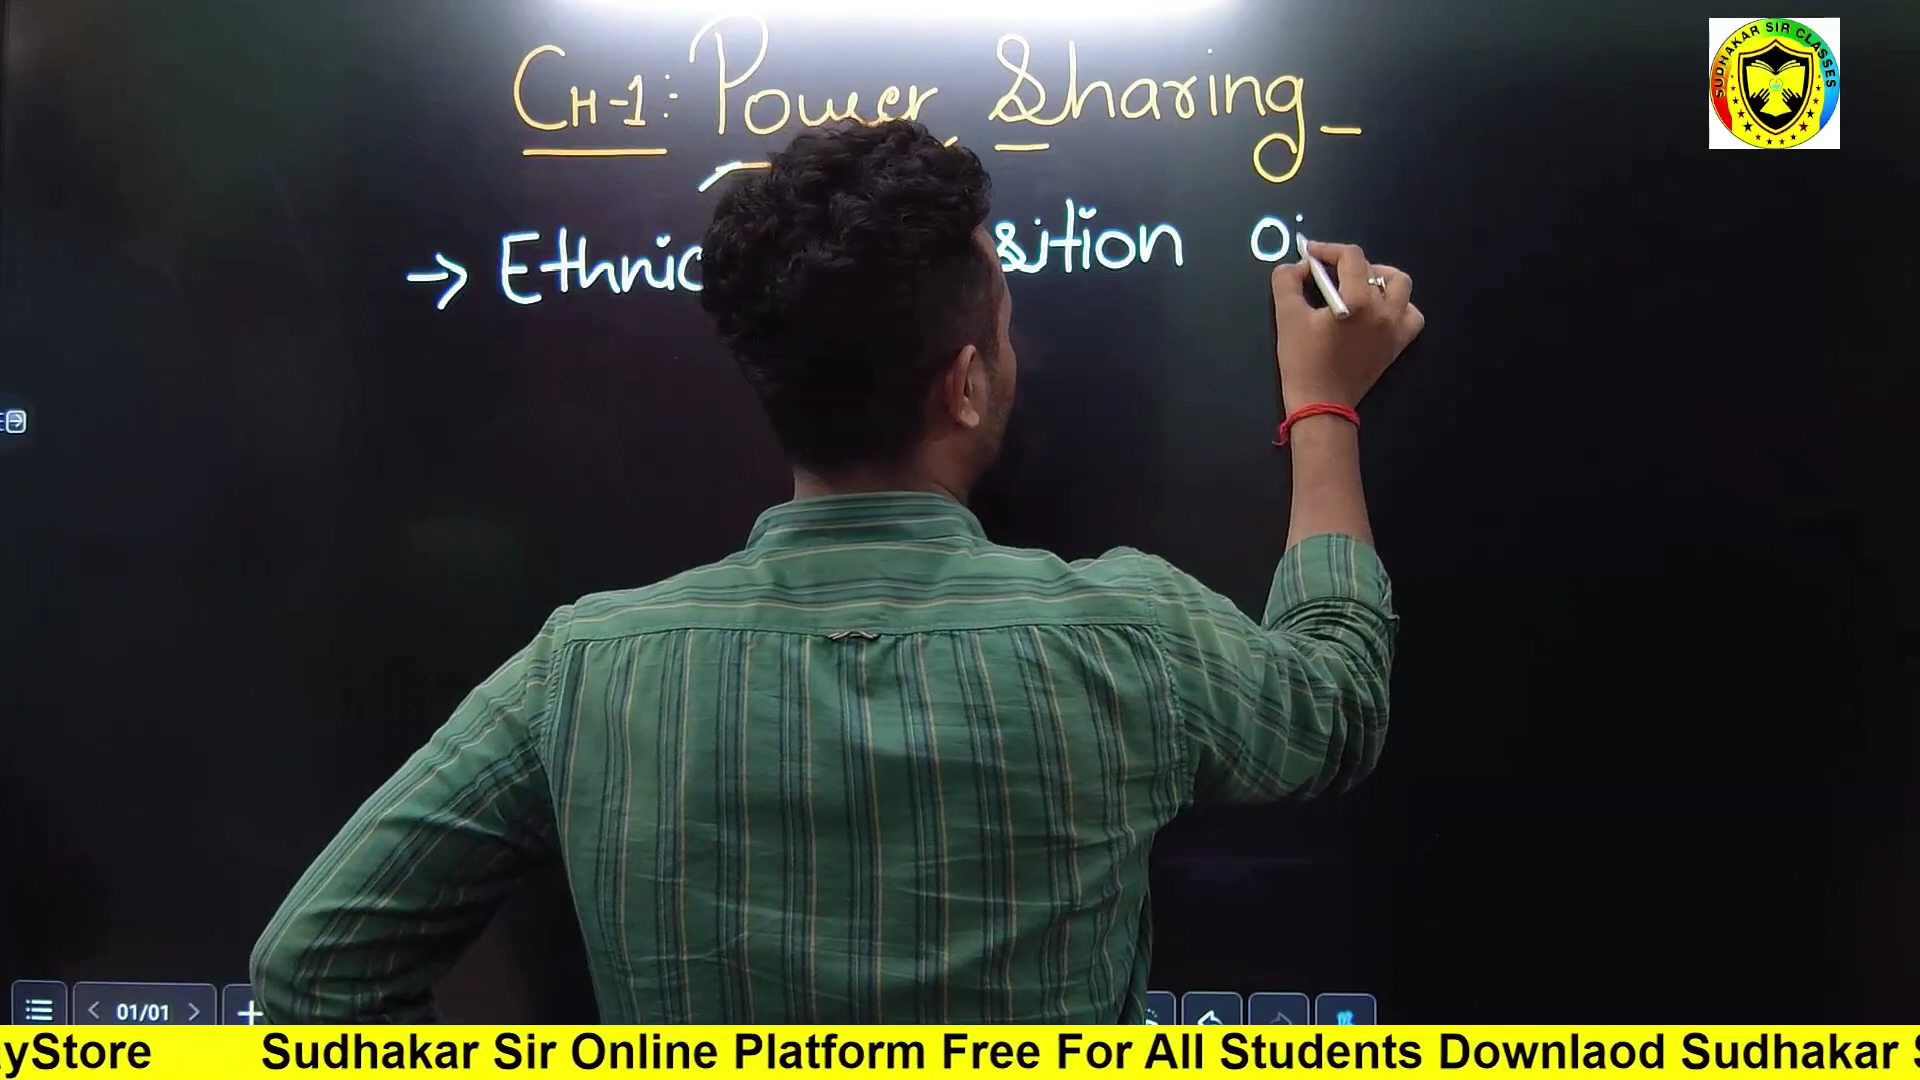 SUDHAKAR SIR CLASSES
CH-1: Power Sharing
→ Ethnic sition
01/01
ayStore Sudhakar Sir Online Platform Free For All Students Downlaod Sudhakar S